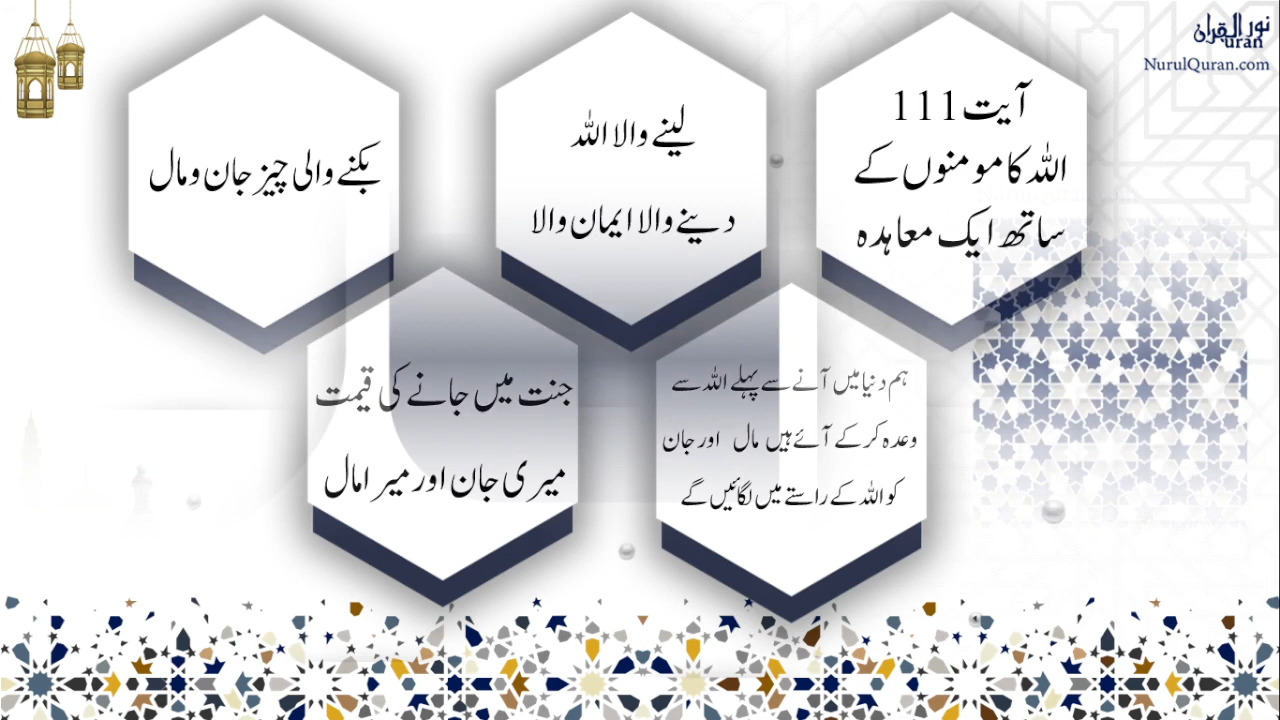 نور القرآن
uran
NurulQuran.com
آیت 111
اللہ کا مومنوں کے
ساتھ ایک معاہدہ
لینے والا اللہ
دینے والا ایمان والا
بکنے والی چیز جان و مال
ہم دنیا میں آنے سے پہلے اللہ سے
وعدہ کر کے آئے ہیں مال اور جان
کو اللہ کے راستے میں لگائیں گے
جنت میں جانے کی قیمت
میری جان اور میرا مال